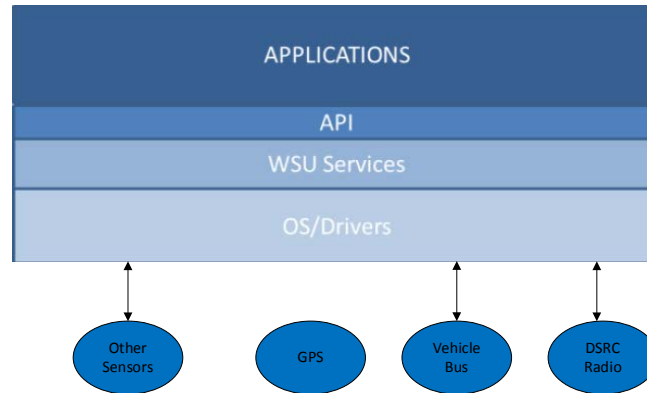 APPLICATIONS
API
WSU Services
OS/Drivers
Other
Sensors
GPS
Vehicle
Bus
DSRC
Radio